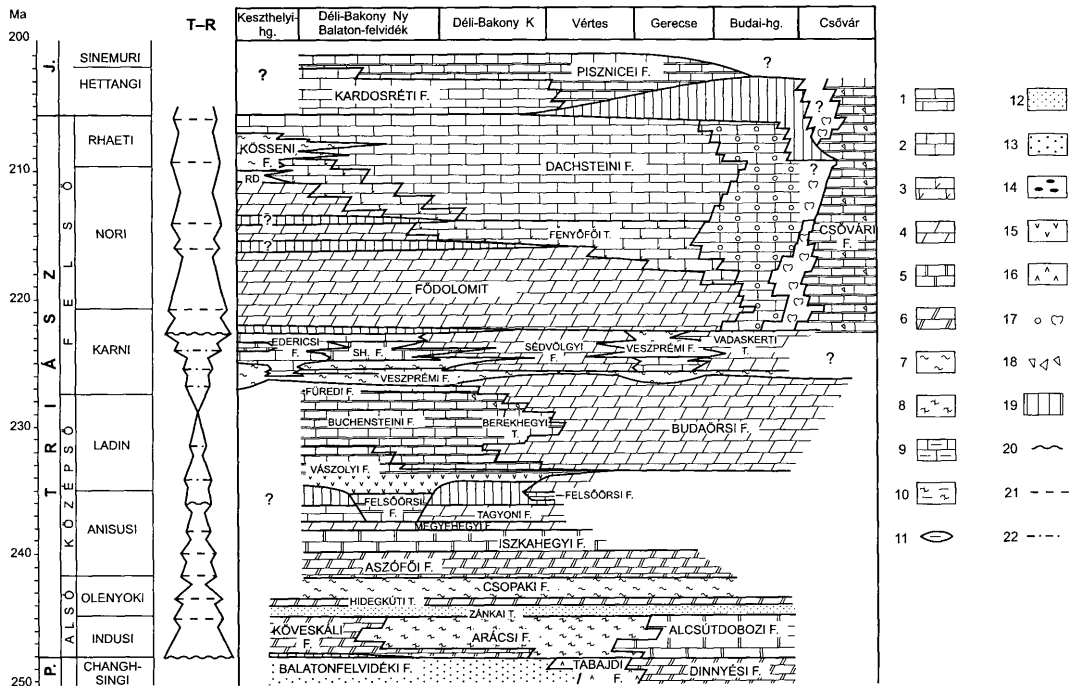 Ma
200
210
220
230
240
250
J.
TRIÁSZ
FELSŐ
KÖZÉPSŐ
ALSÓ
P.
SINEMURI
HETTANGI
RHAETI
NORI
KARNI
LADIN
ANISUSI
OLENYOKI
INDUSI
CHANGH-
SINGI
T–R
Keszthelyi-
hg.
Déli-Bakony Ny
Balaton-felvidék
Déli-Bakony K
Vértes
Gerecse
Budai-hg.
Csővár
?
?
PISZNICEI F.
KARDOSRÉTI F.
?
KÖSSENI
F.
RD
DACHSTEINI F.
?
?
?
FENYŐFŐI T.
CSŐVÁRI
F.
FŐDOLOMIT
EDERICSI
F.
SH. F.
SÉDVÖLGYI
F.
VESZPRÉMI F.
VADASKERTI
T.
?
VESZPRÉMI F.
FÜREDI F.
BUCHENSTEINI F.
BEREKHEGYI
T.
BUDAÖRSI F.
VÁSZOLYI F.
?
FELSŐÖRSI
F.
FELSŐÖRSI F.
TAGYONI F.
MEGYEHEGYI F.
ISZKAHEGYI F.
ASZÓFŐI F.
CSOPAKI F.
HIDEGKÚTI T.
ZÁNKAI T.
KÖVESKÁLI
F.
ARÁCSI F.
ALCSÚTDOBOZI F.
BALATONFELVIDÉKI F.
TABAJDI
F.
DINNYÉSI F.
1
2
3
4
5
6
7
8
9
10
11
12
13
14
15
16
17
18
19
20
21
22